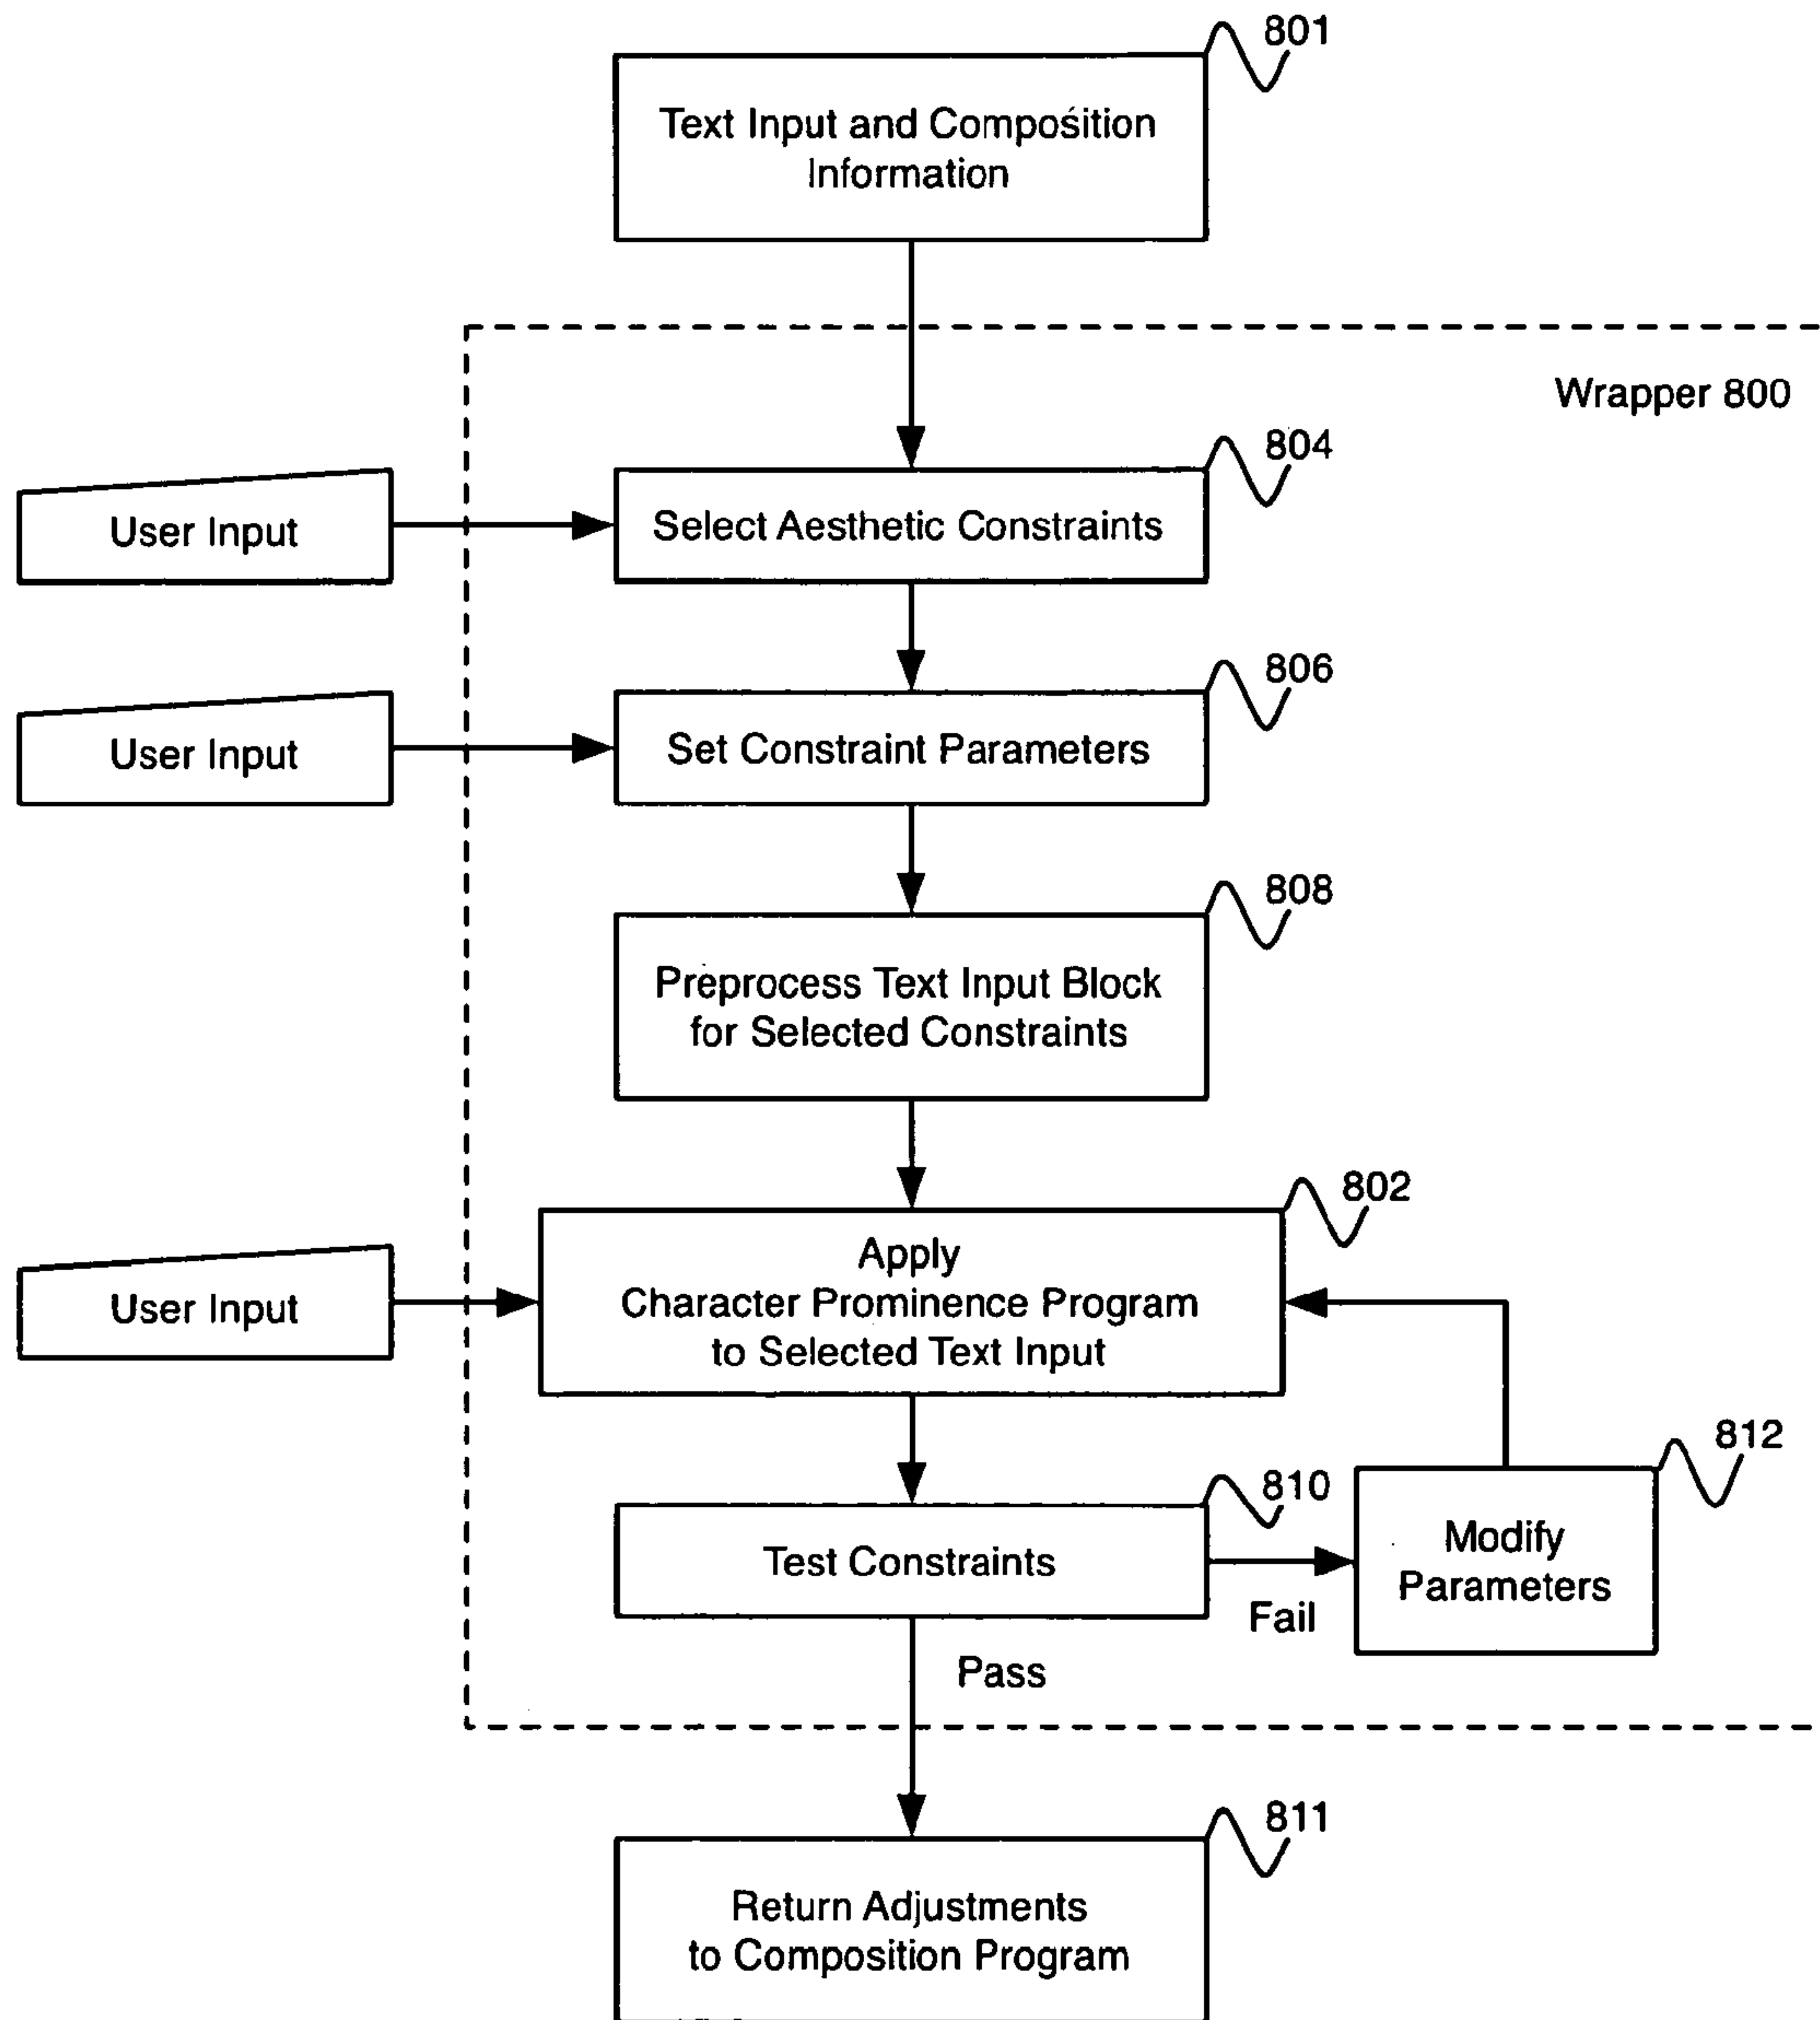 801
Text Input and Composition
Information
Wrapper 800
804
User Input
Select Aesthetic Constraints
806
User Input
Set Constraint Parameters
808
Preprocess Text Input Block
for Selected Constraints
802
User Input
Apply
Character Prominence Program
to Selected Text Input
810
Test Constraints
Fail
812
Modify
Parameters
Pass
811
Return Adjustments
to Composition Program